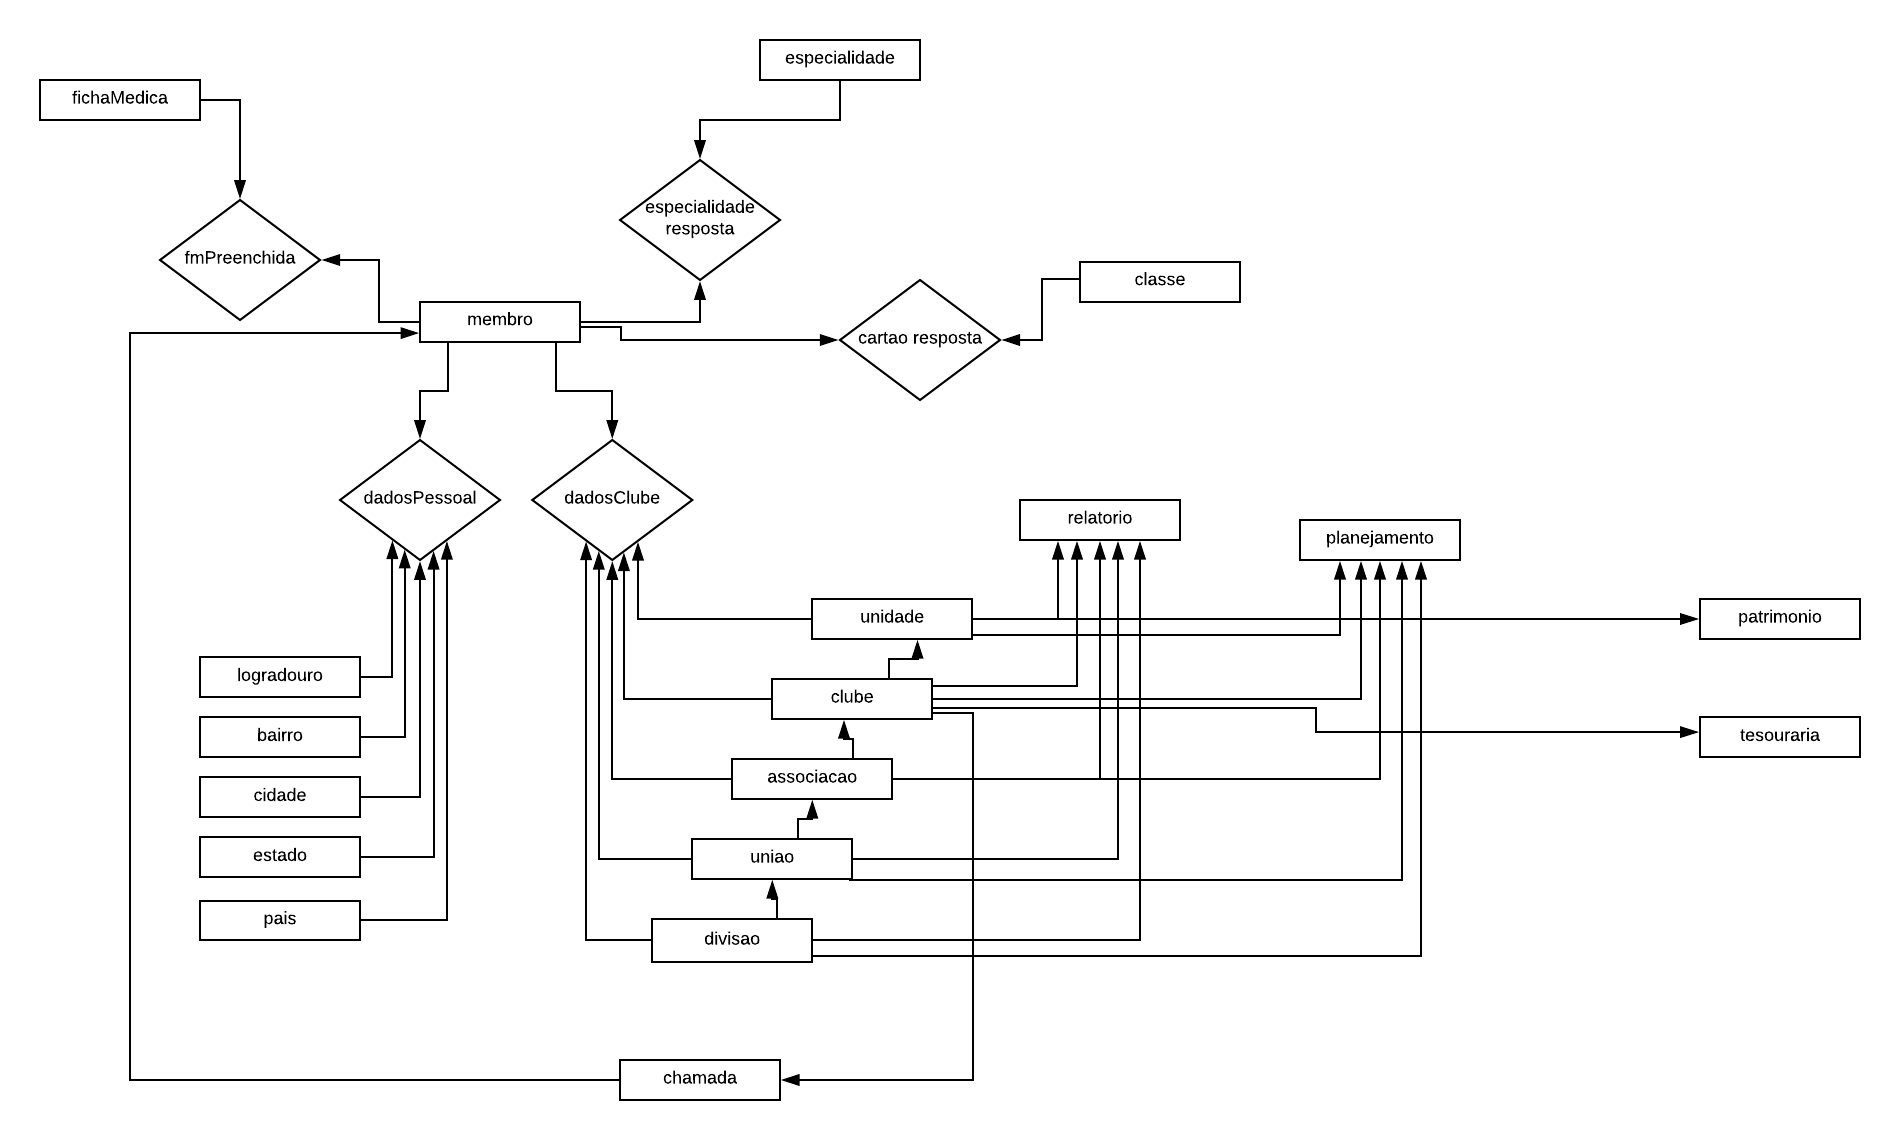 especialidade
fichaMedica
especialidade
resposta
fmPreenchida
classe
membro
cartao resposta
dadosPessoal
dadosClube
relatorio
planejamento
unidade
patrimonio
logradouro
clube
bairro
tesouraria
associacao
cidade
estado
uniao
pais
divisao
chamada